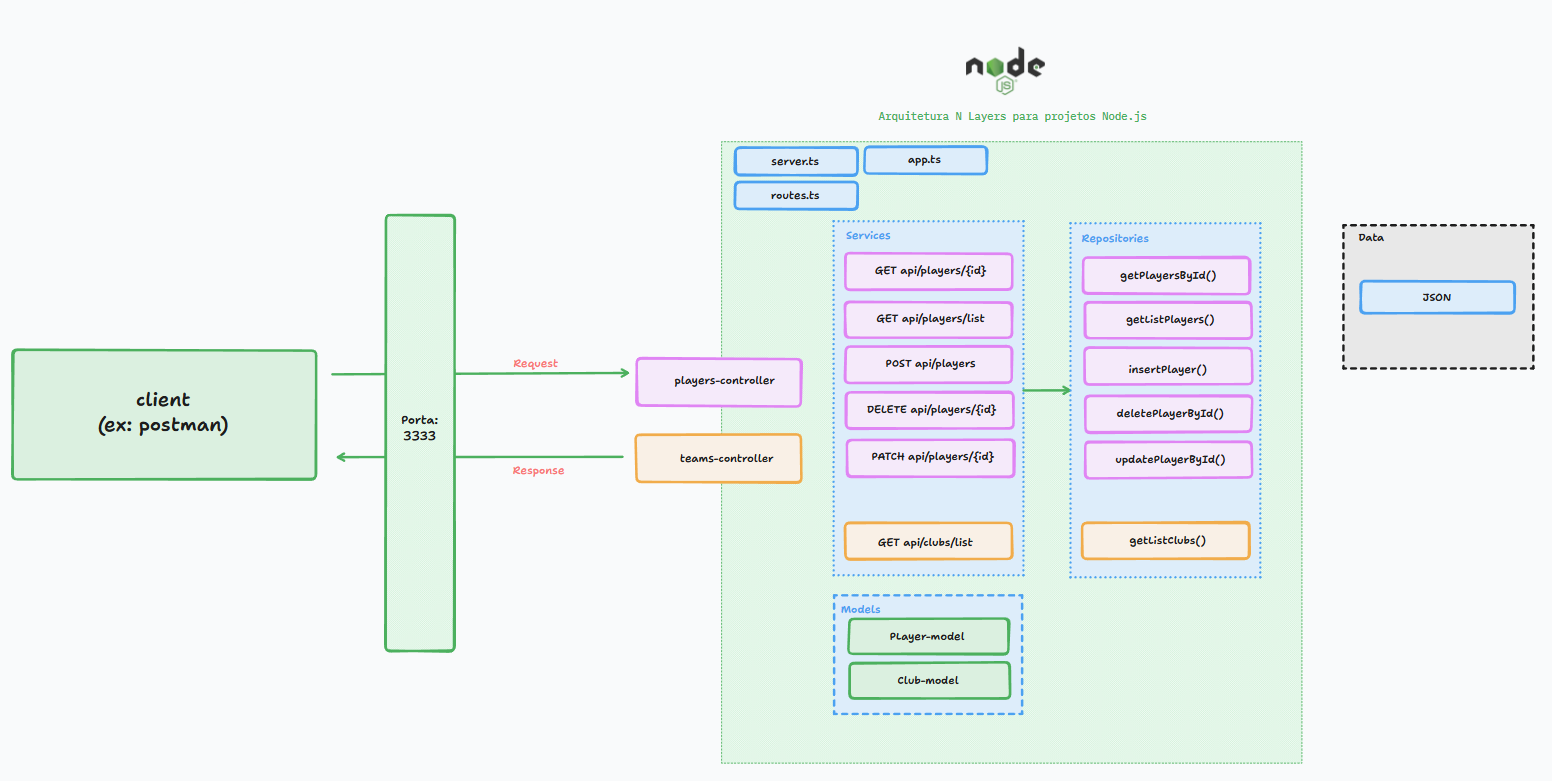 node
JS
Arquitetura N Layers para projetos Node.js
server.ts
app.ts
routes.ts
client
(ex: postman)
Porta:
3333
Request
Response
players-controller
teams-controller
Services
GET api/players/{id}
GET api/players/list
POST api/players
DELETE api/players/{id}
PATCH api/players/{id}
GET api/clubs/list
Repositories
getPlayersById()
getListPlayers()
insertPlayer()
deletePlayerById()
updatePlayerById()
getListClubs()
Models
PLayer-model
Club-model
Data
JSON